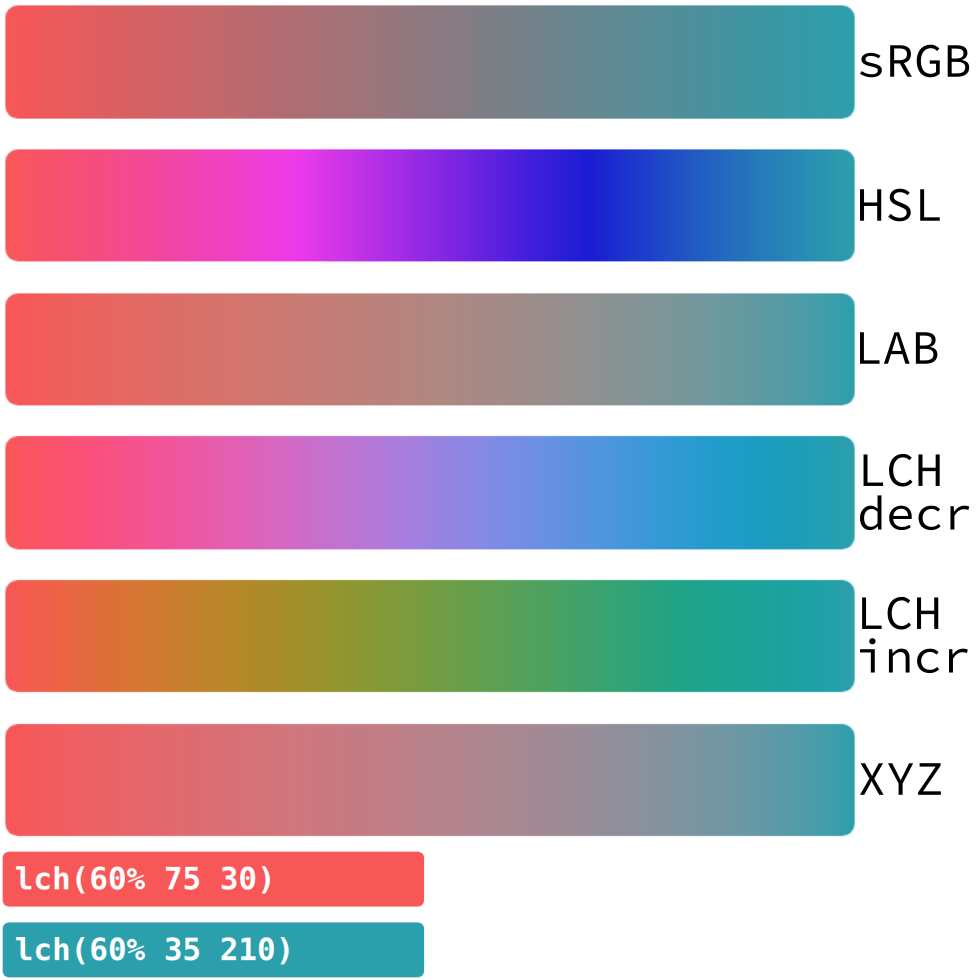 sRGB
HSL
LAB
LCH
decr
LCH
incr
XYZ
lch(60% 75 30)
lch(60% 35 210)